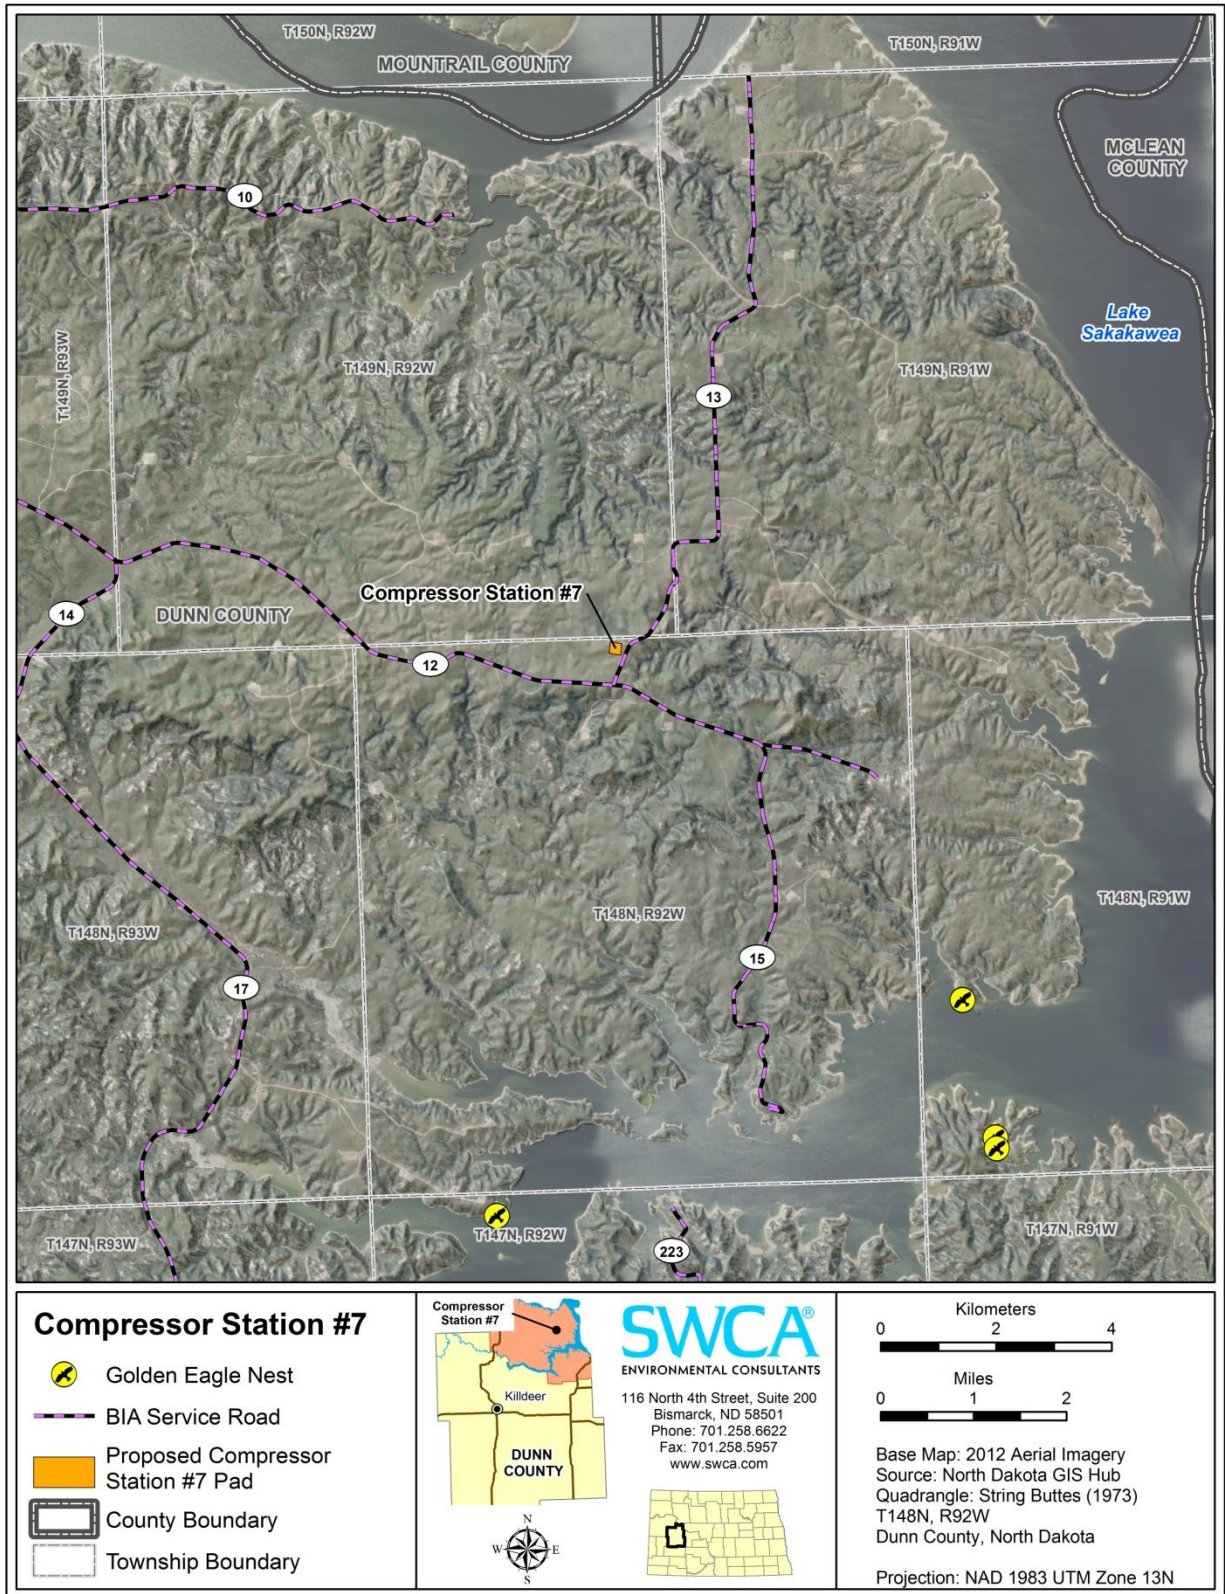 T150N, R92W
T150N, R91W
MOUNTRAIL COUNTY
MCLEAN
COUNTY
10
Lake
Sakakawea
T149N, R93W
T149N, R92W
T149N, R91W
13
Compressor Station #7
14
DUNN COUNTY
12
T148N, R93W
T148N, R92W
T148N, R91W
15
17
T147N, R93W
T147N, R92W
T147N, R91W
223
Compressor Station #7
Golden Eagle Nest
BIA Service Road
Proposed Compressor
Station #7 Pad
County Boundary
Township Boundary
Compressor
Station #7
Killdeer
DUNN
COUNTY
N
W E
S
SWCA®
ENVIRONMENTAL CONSULTANTS
116 North 4th Street, Suite 200
Bismarck, ND 58501
Phone: 701.258.6622
Fax: 701.258.5957
www.swca.com
Kilometers
0 2 4
Miles
0 1 2
Base Map: 2012 Aerial Imagery
Source: North Dakota GIS Hub
Quadrangle: String Buttes (1973)
T148N, R92W
Dunn County, North Dakota
Projection: NAD 1983 UTM Zone 13N